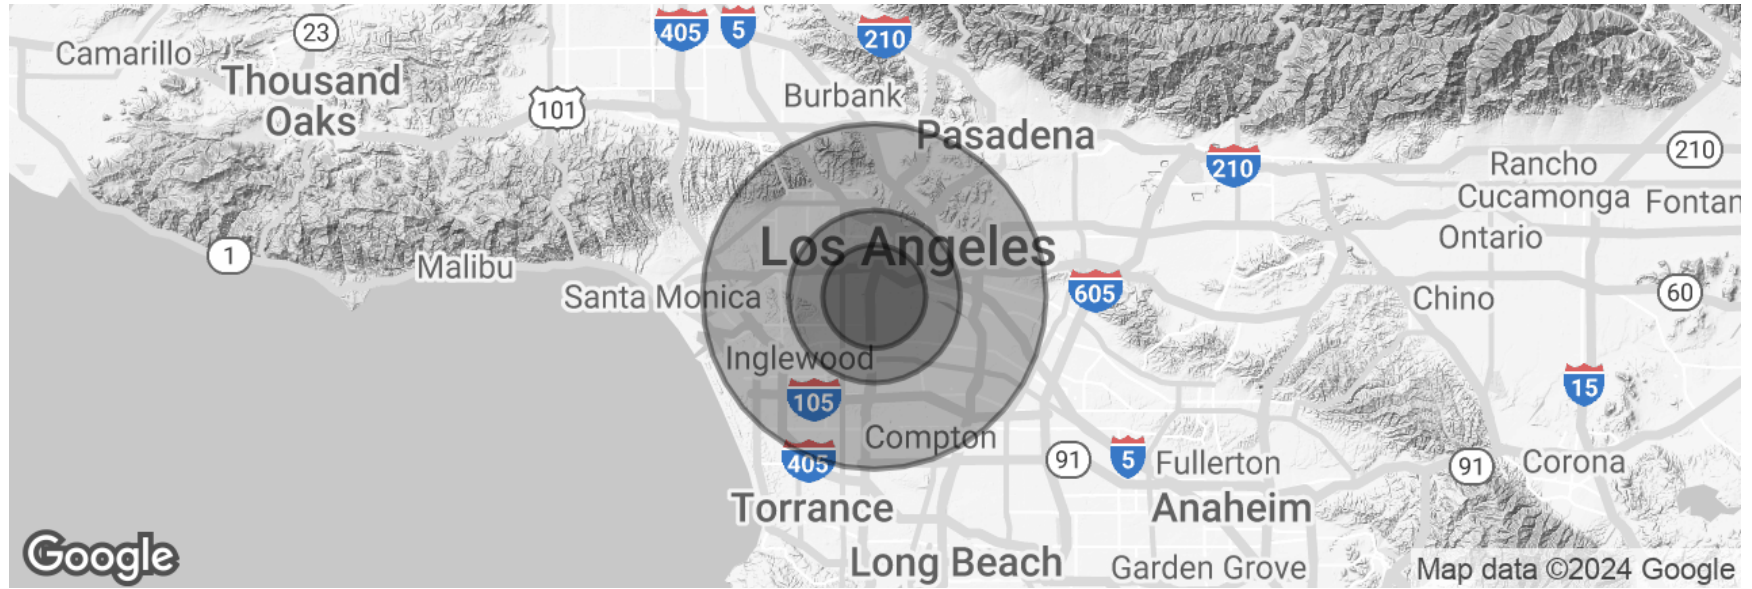 23
405
5
210
Camarillo
Thousand
Oaks
101
Burbank
Pasadena
210
Rancho
Cucamonga
210
Fontan
1
Malibu
Los Angeles
Ontario
Santa Monica
605
Chino
60
Inglewood
105
15
Compton
405
91
5
Fullerton
91
Corona
Torrance
Anaheim
Google
Long Beach
Garden Grove
Map data ©2024 Google